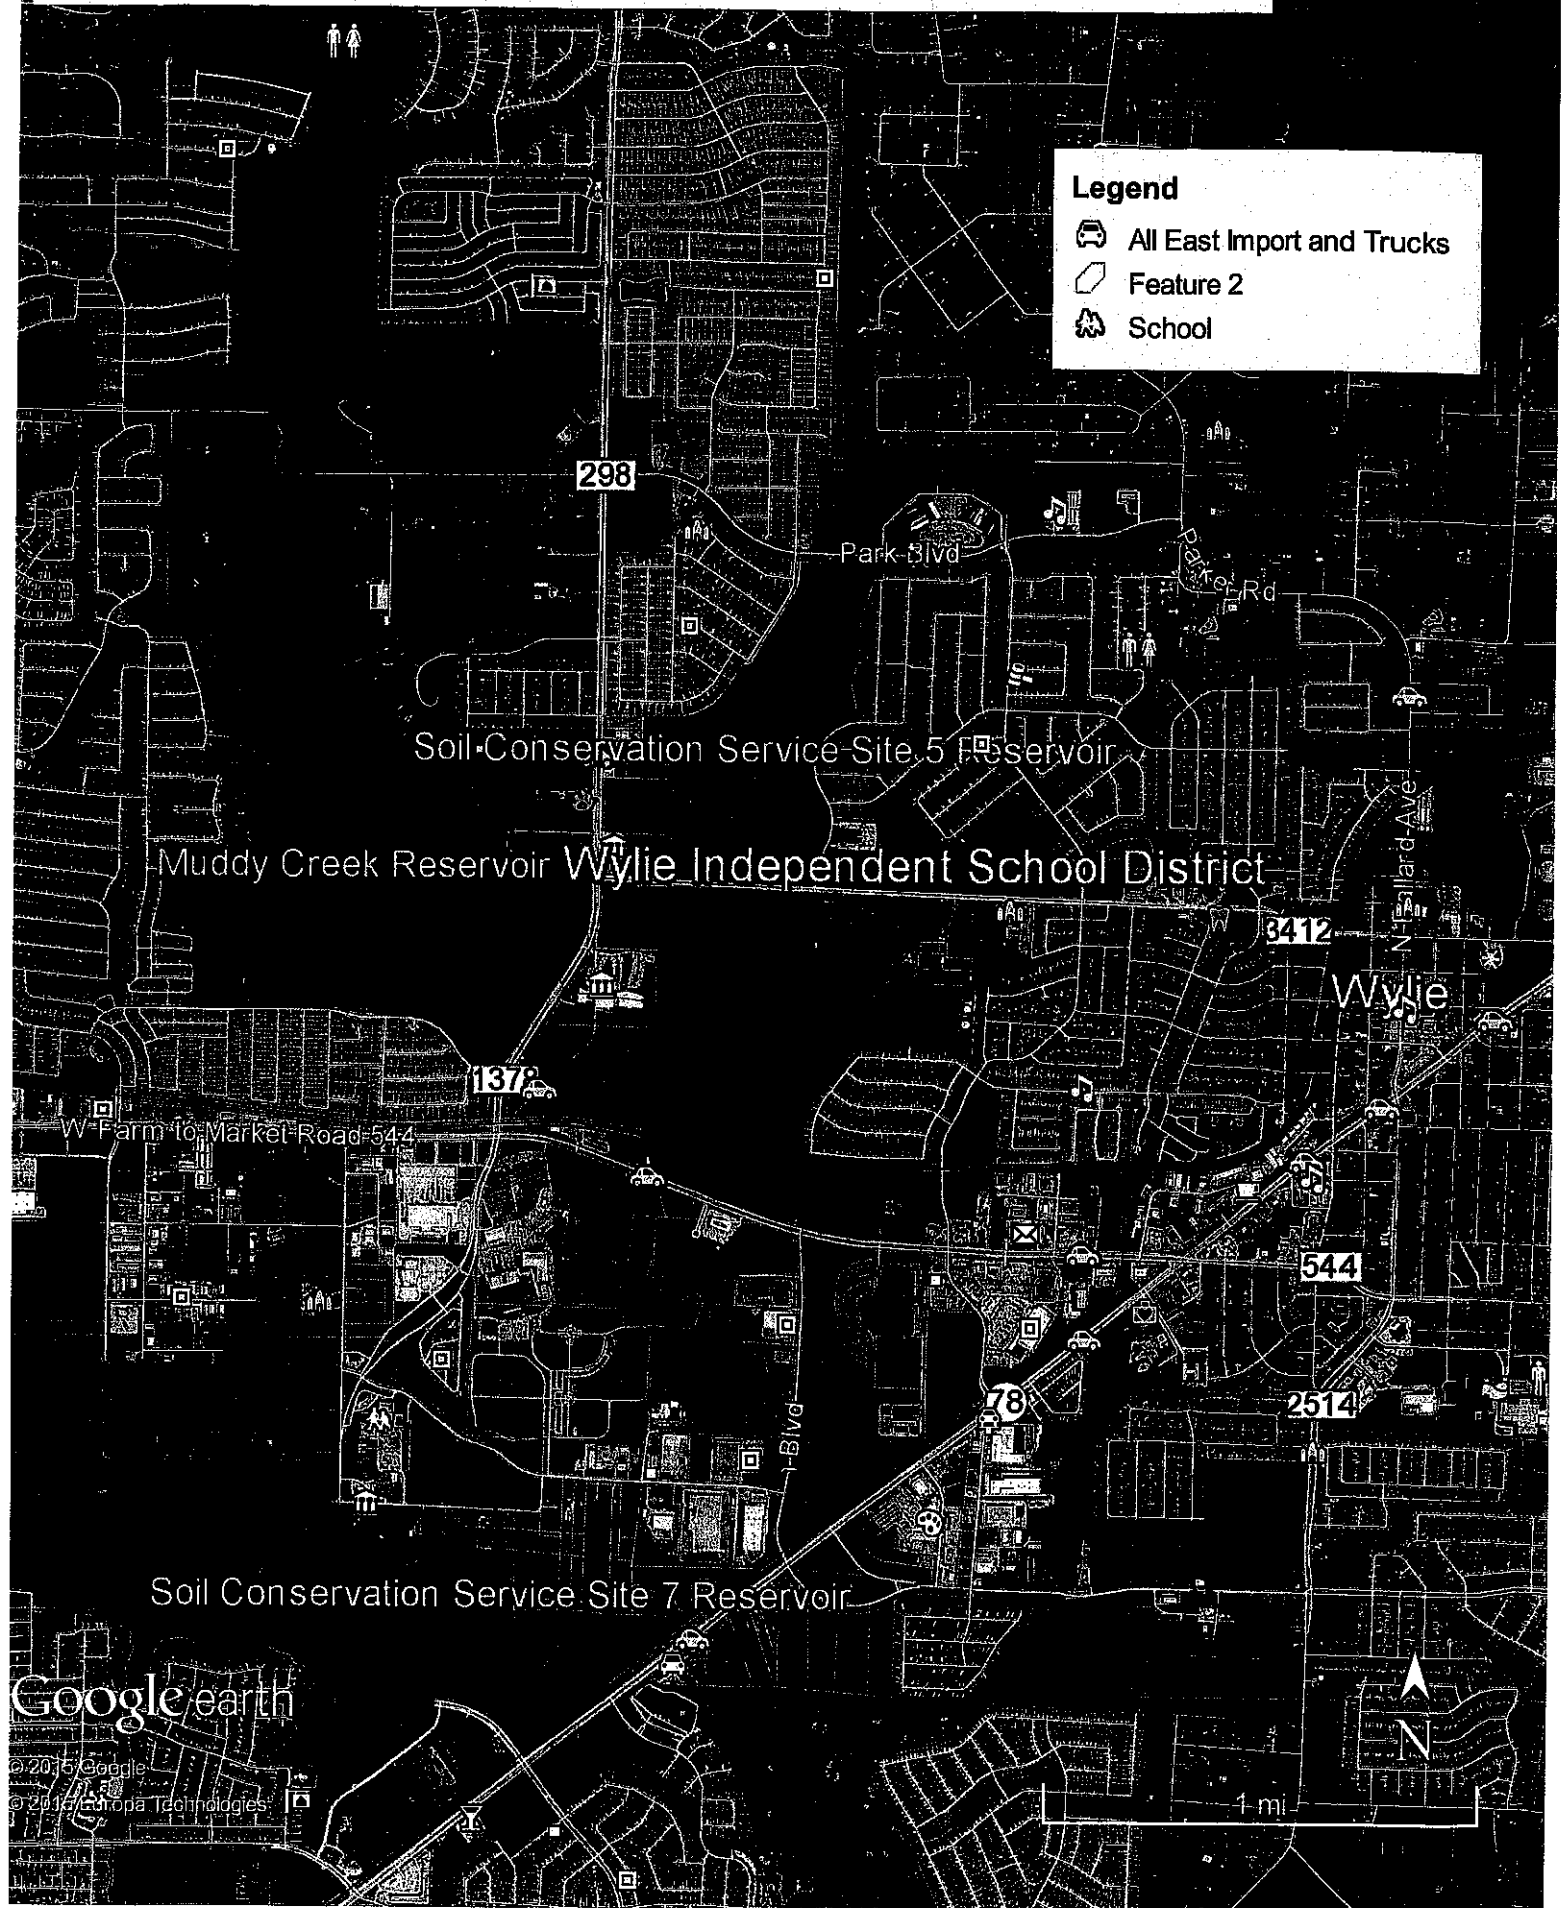 Legend
All East Import and Trucks
Feature 2
School
298
Park Blvd
Parker Rd
Soil Conservation Service Site 5 Reservoir
N Ballard Ave
Muddy Creek Reservoir
Wylie Independent School District
3412
Wylie
1378
W Farm to Market Road 544
544
78
2514
Blvd
Soil Conservation Service Site 7 Reservoir
Google earth
© 2015 Google
© 2015 Europa Technologies
N
1 mi